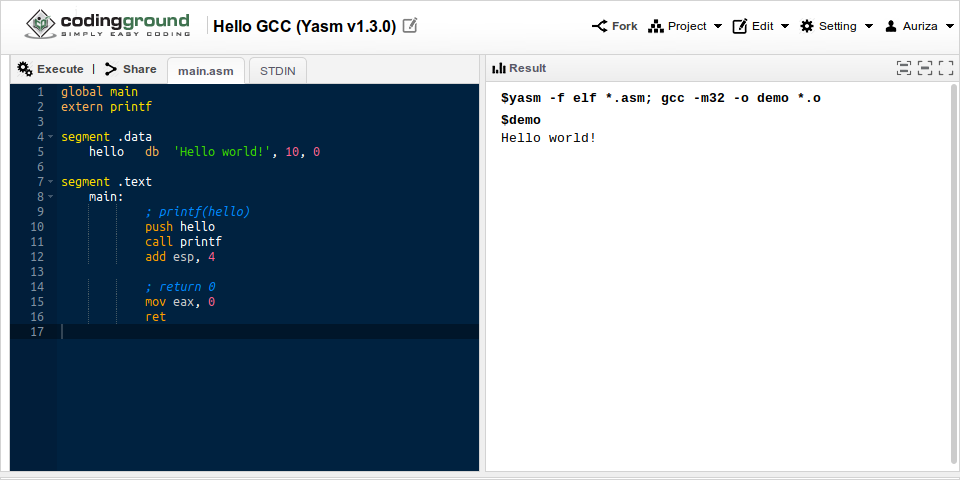 codingground
SIMPLY EASY CODING
Hello GCC (Yasm v1.3.0)
Fork Project Edit Setting Auriza
Execute | Share main.asm STDIN
Result
1 global main
2 extern printf
3
4 segment .data
5 hello db 'Hello world!', 10, 0
6
7 segment .text
8 main:
9 ; printf(hello)
10 push hello
11 call printf
12 add esp, 4
13
14 ; return 0
15 mov eax, 0
16 ret
17
$yasm -f elf *.asm; gcc -m32 -o demo *.o
$demo
Hello world!